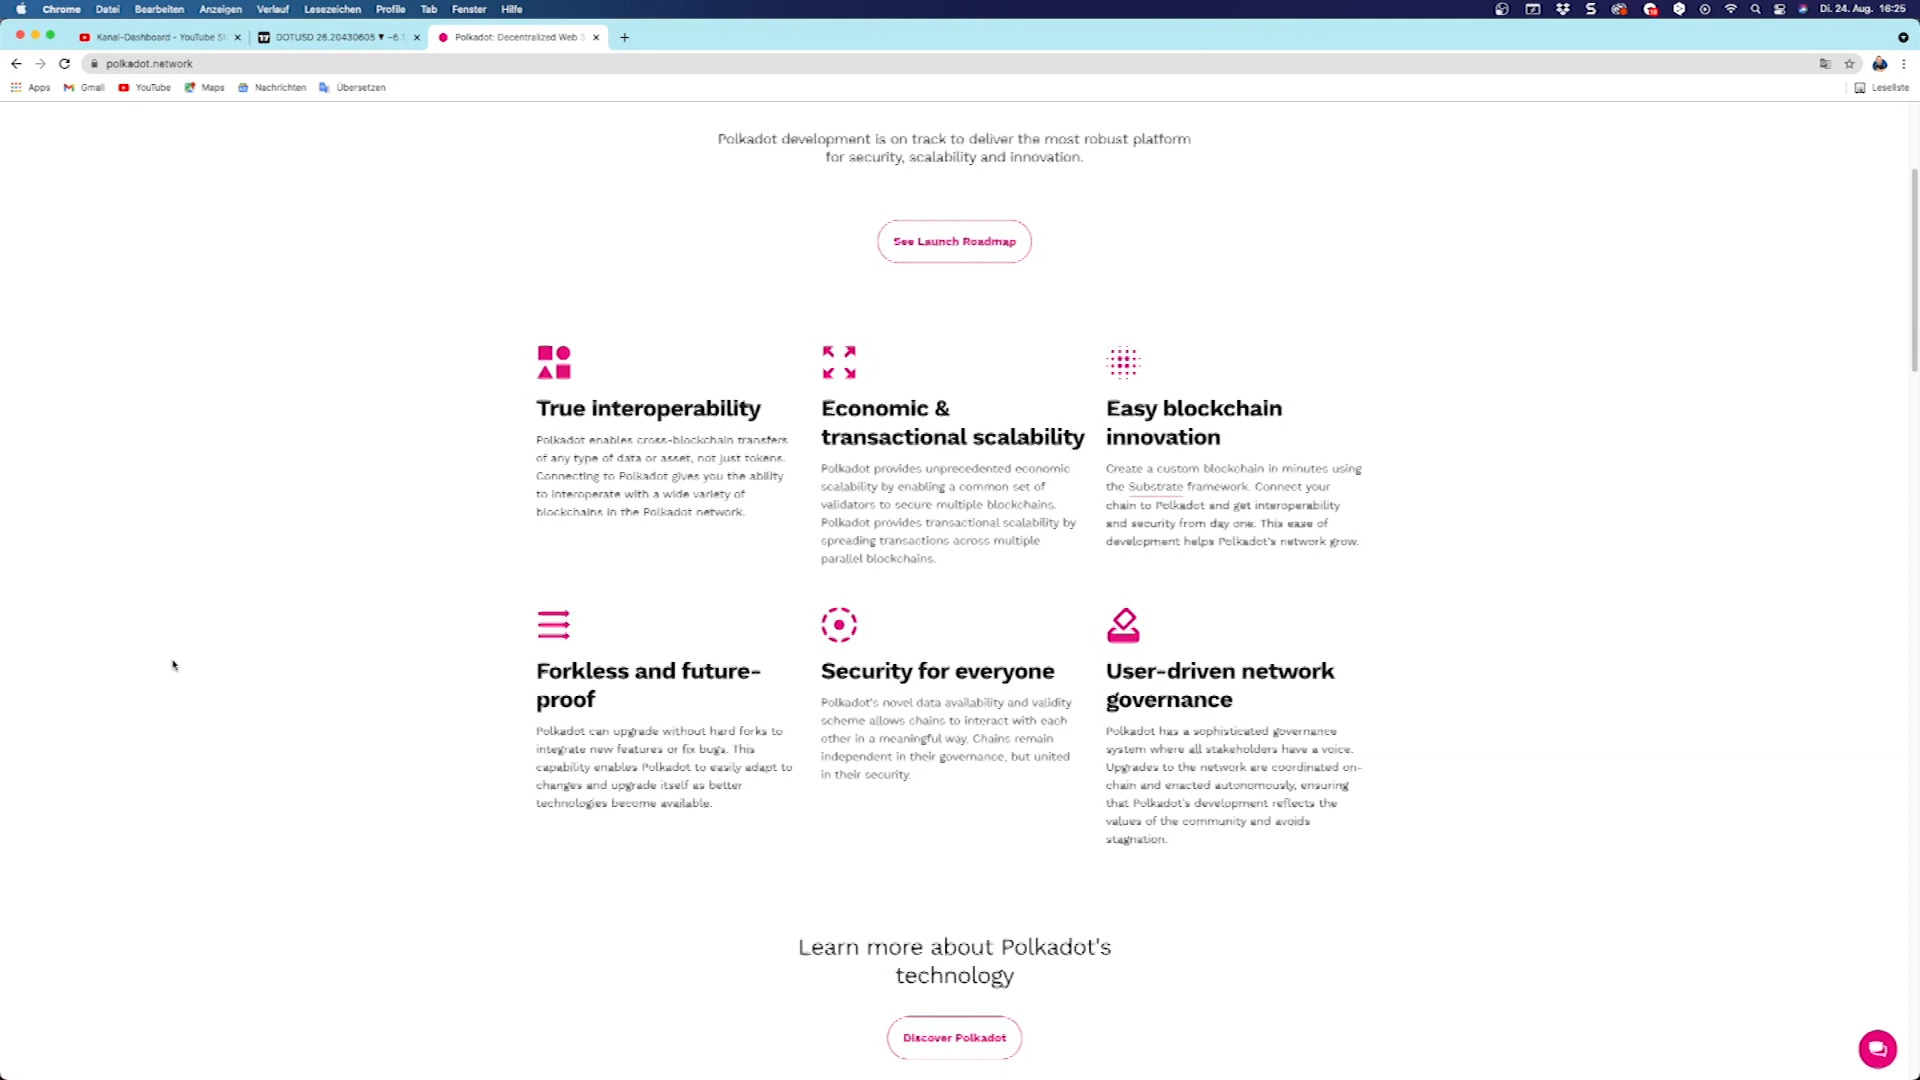 Chrome Datei Bearbeiten Anzeigen Verlauf Lesezeichen Profile Tab Fenster Hilfe Di. 24. Aug. 16:25
Kanal-Dashboard - YouTube St DOTUSD 26.20430605 ▼ −6.1 Polkadot: Decentralized Web 3
polkadot.network
Apps Gmail YouTube Maps Nachrichten Übersetzen Leseliste
Polkadot development is on track to deliver the most robust platform
for security, scalability and innovation.
See Launch Roadmap
True interoperability
Polkadot enables cross-blockchain transfers
of any type of data or asset, not just tokens.
Connecting to Polkadot gives you the ability
to interoperate with a wide variety of
blockchains in the Polkadot network.
Economic &
transactional scalability
Polkadot provides unprecedented economic
scalability by enabling a common set of
validators to secure multiple blockchains.
Polkadot provides transactional scalability by
spreading transactions across multiple
parallel blockchains.
Easy blockchain
innovation
Create a custom blockchain in minutes using
the Substrate framework. Connect your
chain to Polkadot and get interoperability
and security from day one. This ease of
development helps Polkadot's network grow.
Forkless and future-
proof
Polkadot can upgrade without hard forks to
integrate new features or fix bugs. This
capability enables Polkadot to easily adapt to
changes and upgrade itself as better
technologies become available.
Security for everyone
Polkadot's novel data availability and validity
scheme allows chains to interact with each
other in a meaningful way. Chains remain
independent in their governance, but united
in their security.
User-driven network
governance
Polkadot has a sophisticated governance
system where all stakeholders have a voice.
Upgrades to the network are coordinated on-
chain and enacted autonomously, ensuring
that Polkadot's development reflects the
values of the community and avoids
stagnation.
Learn more about Polkadot's
technology
Discover Polkadot